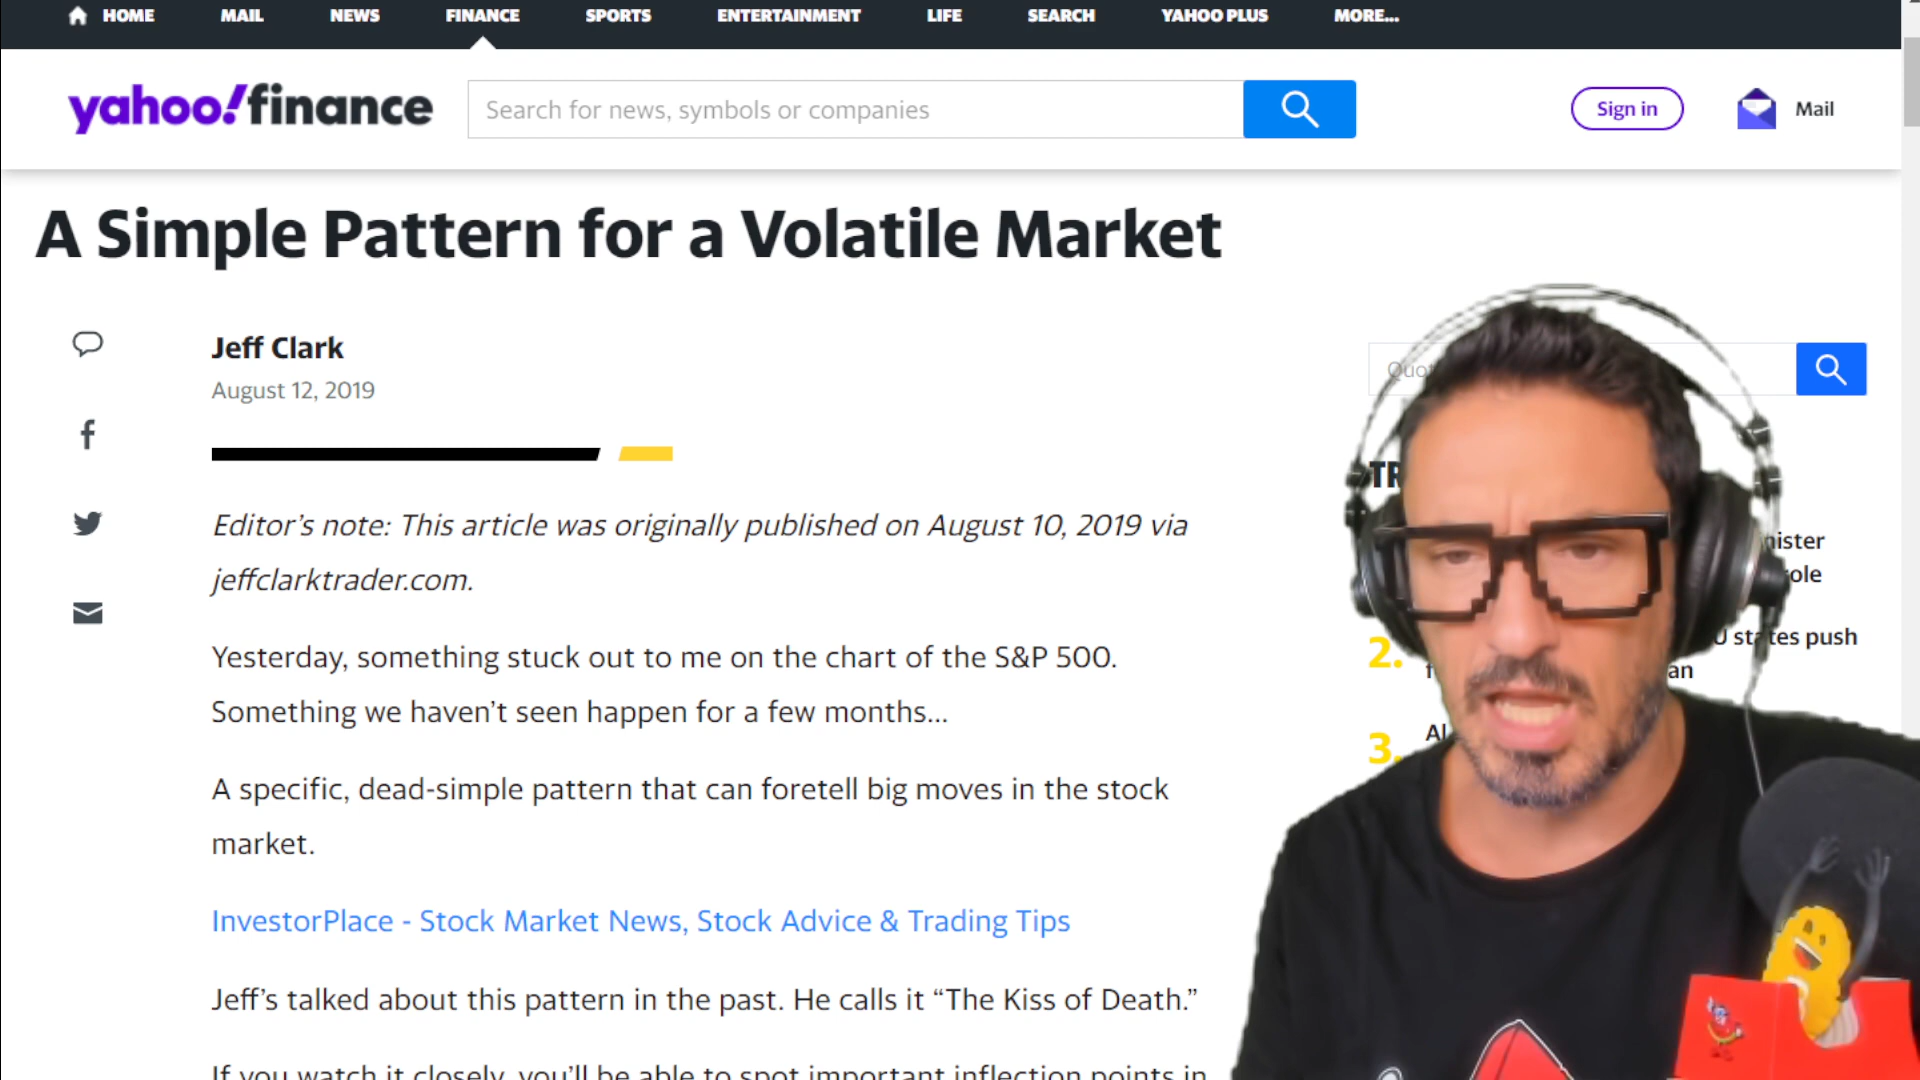 HOME MAIL NEWS FINANCE SPORTS ENTERTAINMENT LIFE SEARCH YAHOO PLUS MORE...
yahoo!finance
Search for news, symbols or companies
Sign in
Mail
A Simple Pattern for a Volatile Market
Jeff Clark
August 12, 2019
Editor's note: This article was originally published on August 10, 2019 via
jeffclarktrader.com.
Yesterday, something stuck out to me on the chart of the S&P 500.
Something we haven't seen happen for a few months...
A specific, dead-simple pattern that can foretell big moves in the stock
market.
InvestorPlace - Stock Market News, Stock Advice & Trading Tips
Jeff's talked about this pattern in the past. He calls it “The Kiss of Death.”
If you watch it closely, you'll be able to spot important inflection points in
2.
states push
3.